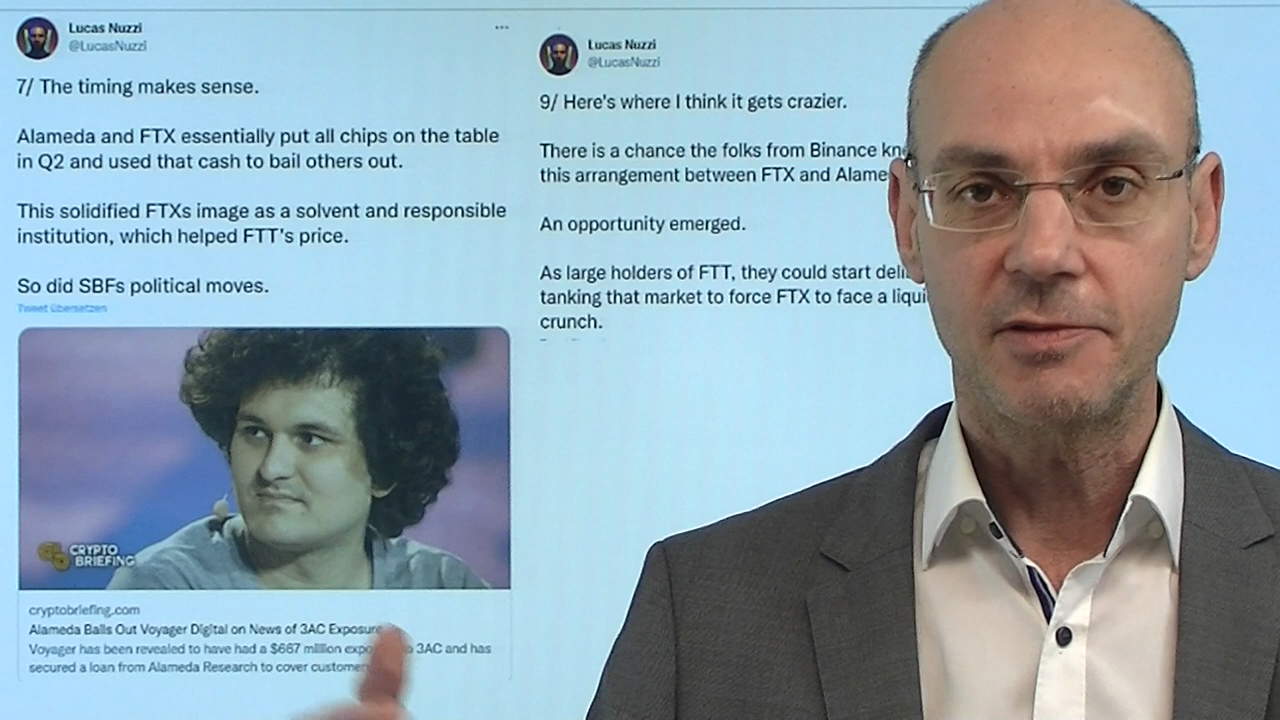 Lucas Nuzzi
@LucasNuzzi
7/ The timing makes sense.
Alameda and FTX essentially put all chips on the table
in Q2 and used that cash to bail others out.
This solidified FTXs image as a solvent and responsible
institution, which helped FTT's price.
So did SBFs political moves.
Tweet übersetzen
CRYPTO
BRIEFING
cryptobriefing.com
Alameda Bails Out Voyager Digital on News of 3AC Exposure
Voyager has been revealed to have had a $667 million 3AC and has
secured a loan from Alameda Research to cover
Lucas Nuzzi
@LucasNuzzi
9/ Here's where I think it gets crazier.
There is a chance the folks from Binance
this arrangement between FTX and
An opportunity emerged.
As large holders of FTT, they could start
tanking that market to force FTX to face a
crunch.